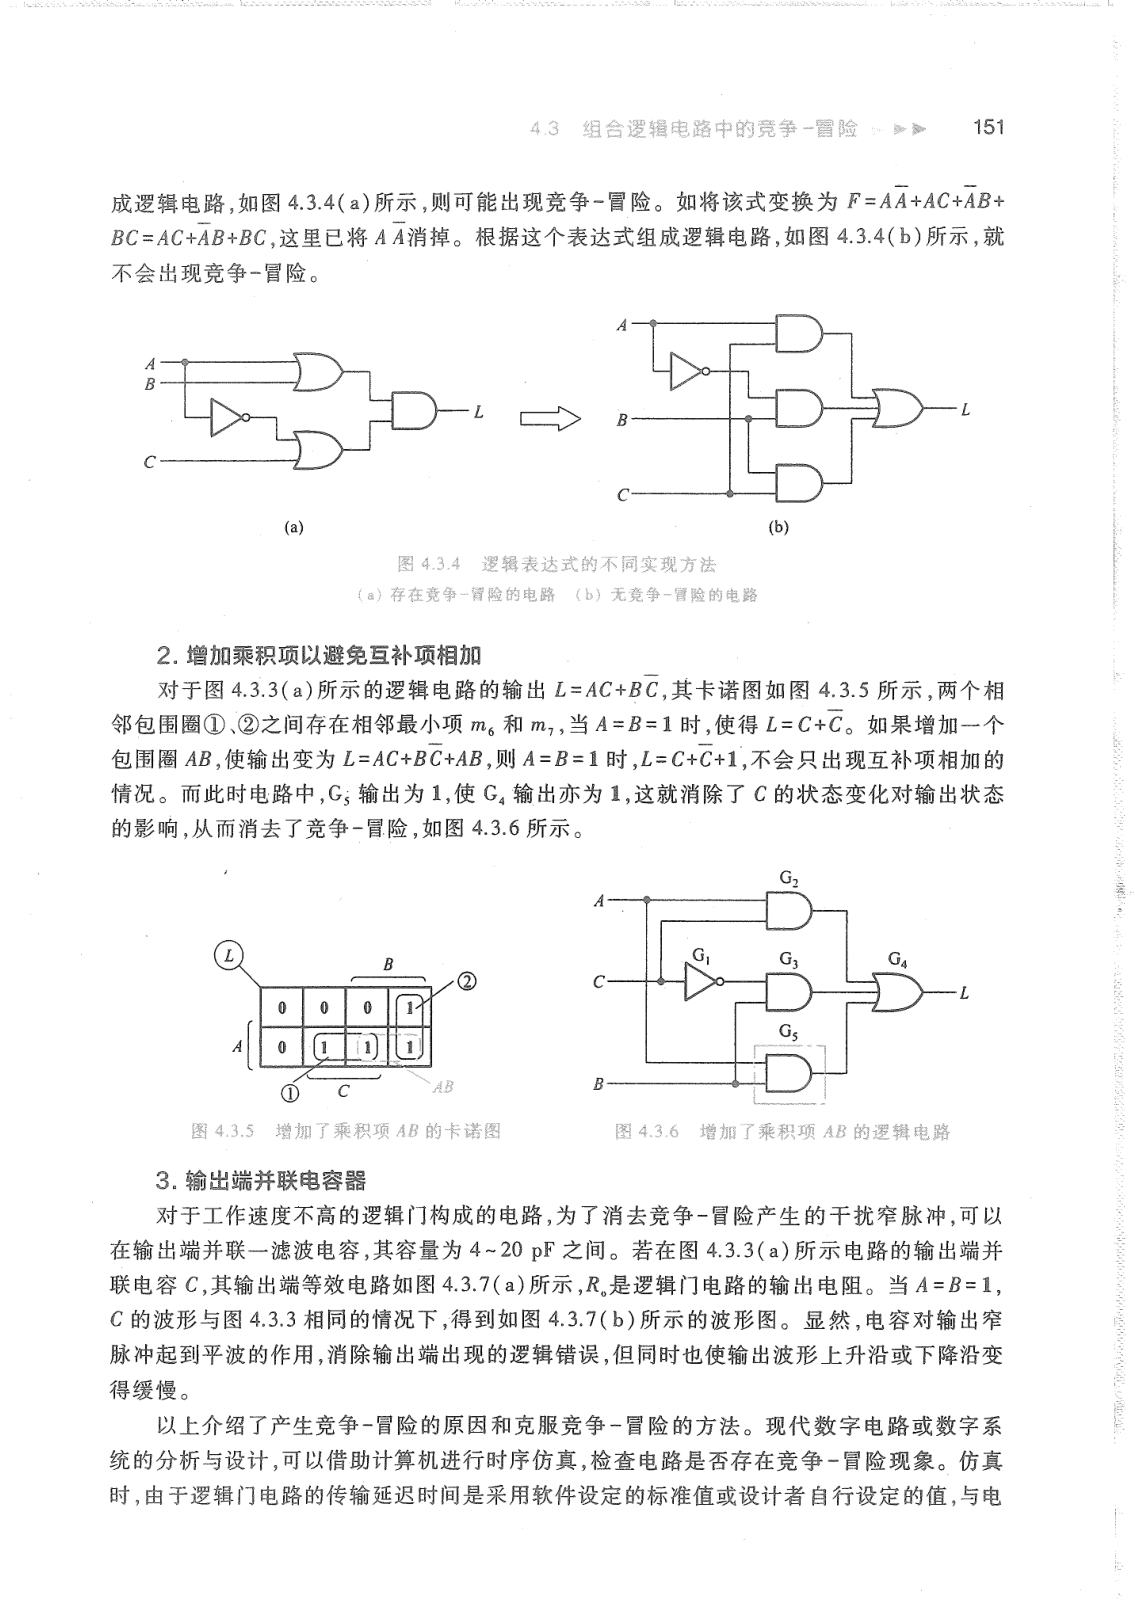 4.3 组合逻辑电路中的竞争-冒险 151
成逻辑电路,如图 4.3.4(a)所示,则可能出现竞争-冒险。如将该式变换为 F=AA̅+AC+A̅B+
BC=AC+A̅B+BC,这里已将 AA̅消掉。根据这个表达式组成逻辑电路,如图 4.3.4(b)所示,就
不会出现竞争-冒险。
A
B
C
L
(a)
A
B
C
L
(b)
图 4.3.4 逻辑表达式的不同实现方法
(a) 存在竞争-冒险的电路 (b) 无竞争-冒险的电路
2. 增加乘积项以避免互补项相加
对于图 4.3.3(a)所示的逻辑电路的输出 L=AC+BC̅,其卡诺图如图 4.3.5 所示,两个相
邻包围圈①、②之间存在相邻最小项 m₆ 和 m₇,当 A=B=1 时,使得 L=C+C̅。如果增加一个
包围圈 AB,使输出变为 L=AC+BC̅+AB,则 A=B=1 时,L=C+C̅+1,不会只出现互补项相加的
情况。而此时电路中,G₅ 输出为 1,使 G₄ 输出亦为 1,这就消除了 C 的状态变化对输出状态
的影响,从而消去了竞争-冒险,如图 4.3.6 所示。
L
B
②
0 0 0 1
A
0 1 1 1
①
C
AB
图 4.3.5 增加了乘积项 AB 的卡诺图
G₂
A
G₁
G₃
G₄
C
L
G₅
B
图 4.3.6 增加了乘积项 AB 的逻辑电路
3. 输出端并联电容器
对于工作速度不高的逻辑门构成的电路,为了消去竞争-冒险产生的干扰窄脉冲,可以
在输出端并联一滤波电容,其容量为 4~20 pF 之间。若在图 4.3.3(a)所示电路的输出端并
联电容 C,其输出端等效电路如图 4.3.7(a)所示,Rₒ是逻辑门电路的输出电阻。当 A=B=1,
C 的波形与图 4.3.3 相同的情况下,得到如图 4.3.7(b)所示的波形图。显然,电容对输出窄
脉冲起到平波的作用,消除输出端出现的逻辑错误,但同时也使输出波形上升沿或下降沿变
得缓慢。
以上介绍了产生竞争-冒险的原因和克服竞争-冒险的方法。现代数字电路或数字系
统的分析与设计,可以借助计算机进行时序仿真,检查电路是否存在竞争-冒险现象。仿真
时,由于逻辑门电路的传输延迟时间是采用软件设定的标准值或设计者自行设定的值,与电